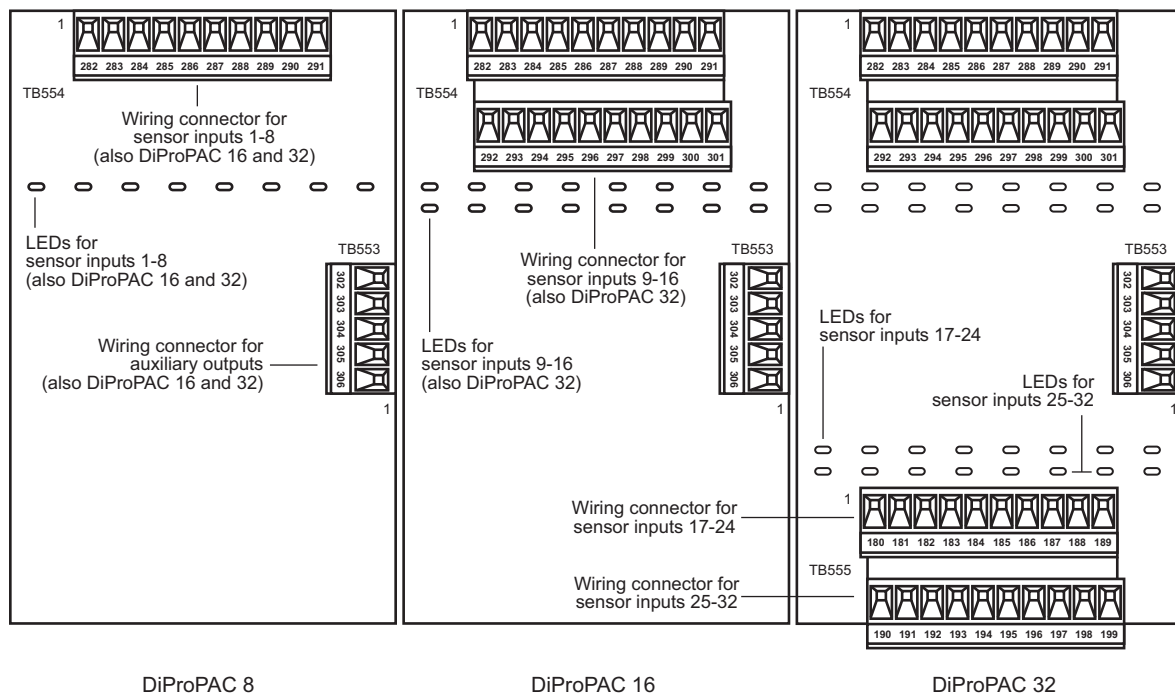 1
282 283 284 285 286 287 288 289 290 291
TB554
Wiring connector for
sensor inputs 1-8
(also DiProPAC 16 and 32)
LEDs for
sensor inputs 1-8
(also DiProPAC 16 and 32)
TB553
302
303
304
305
306
1
Wiring connector for
auxiliary outputs
(also DiProPAC 16 and 32)
DiProPAC 8
1
282 283 284 285 286 287 288 289 290 291
TB554
292 293 294 295 296 297 298 299 300 301
Wiring connector for
sensor inputs 9-16
(also DiProPAC 32)
LEDs for
sensor inputs 9-16
(also DiProPAC 32)
TB553
302
303
304
305
306
1
DiProPAC 16
1
282 283 284 285 286 287 288 289 290 291
TB554
292 293 294 295 296 297 298 299 300 301
TB553
302
303
304
305
306
1
LEDs for
sensor inputs 17-24
LEDs for
sensor inputs 25-32
Wiring connector for
sensor inputs 17-24
1
180 181 182 183 184 185 186 187 188 189
TB555
Wiring connector for
sensor inputs 25-32
190 191 192 193 194 195 196 197 198 199
DiProPAC 32